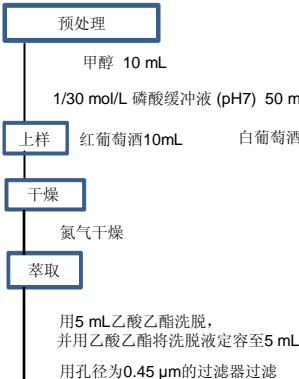 预处理
甲醇 10 mL
1/30 mol/L 磷酸缓冲液 (pH7) 50 m
上样 红葡萄酒10mL 白葡萄酒
干燥
氮气干燥
萃取
用5 mL乙酸乙酯洗脱，
并用乙酸乙酯将洗脱液定容至5 mL
用孔径为0.45 µm的过滤器过滤